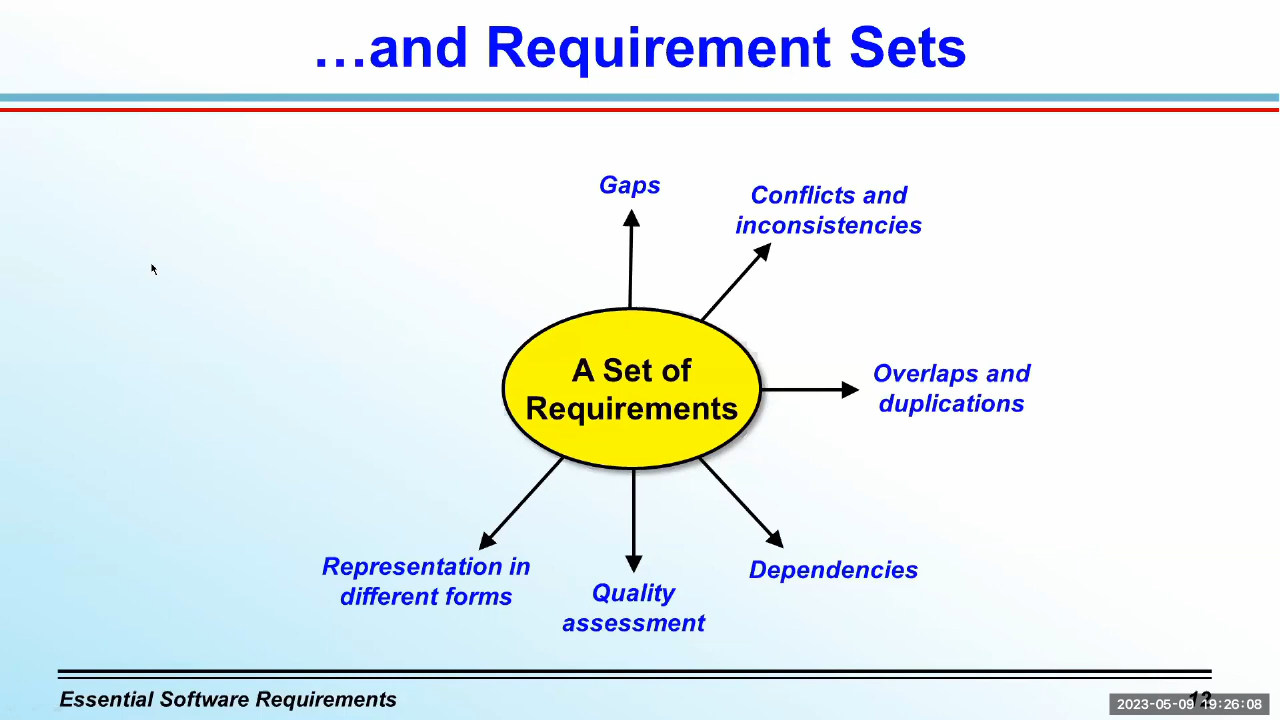 …and Requirement Sets
Gaps
Conflicts and
inconsistencies
A Set of
Requirements
Overlaps and
duplications
Representation in
different forms
Quality
assessment
Dependencies
Essential Software Requirements
12
2023-05-09 19:26:08